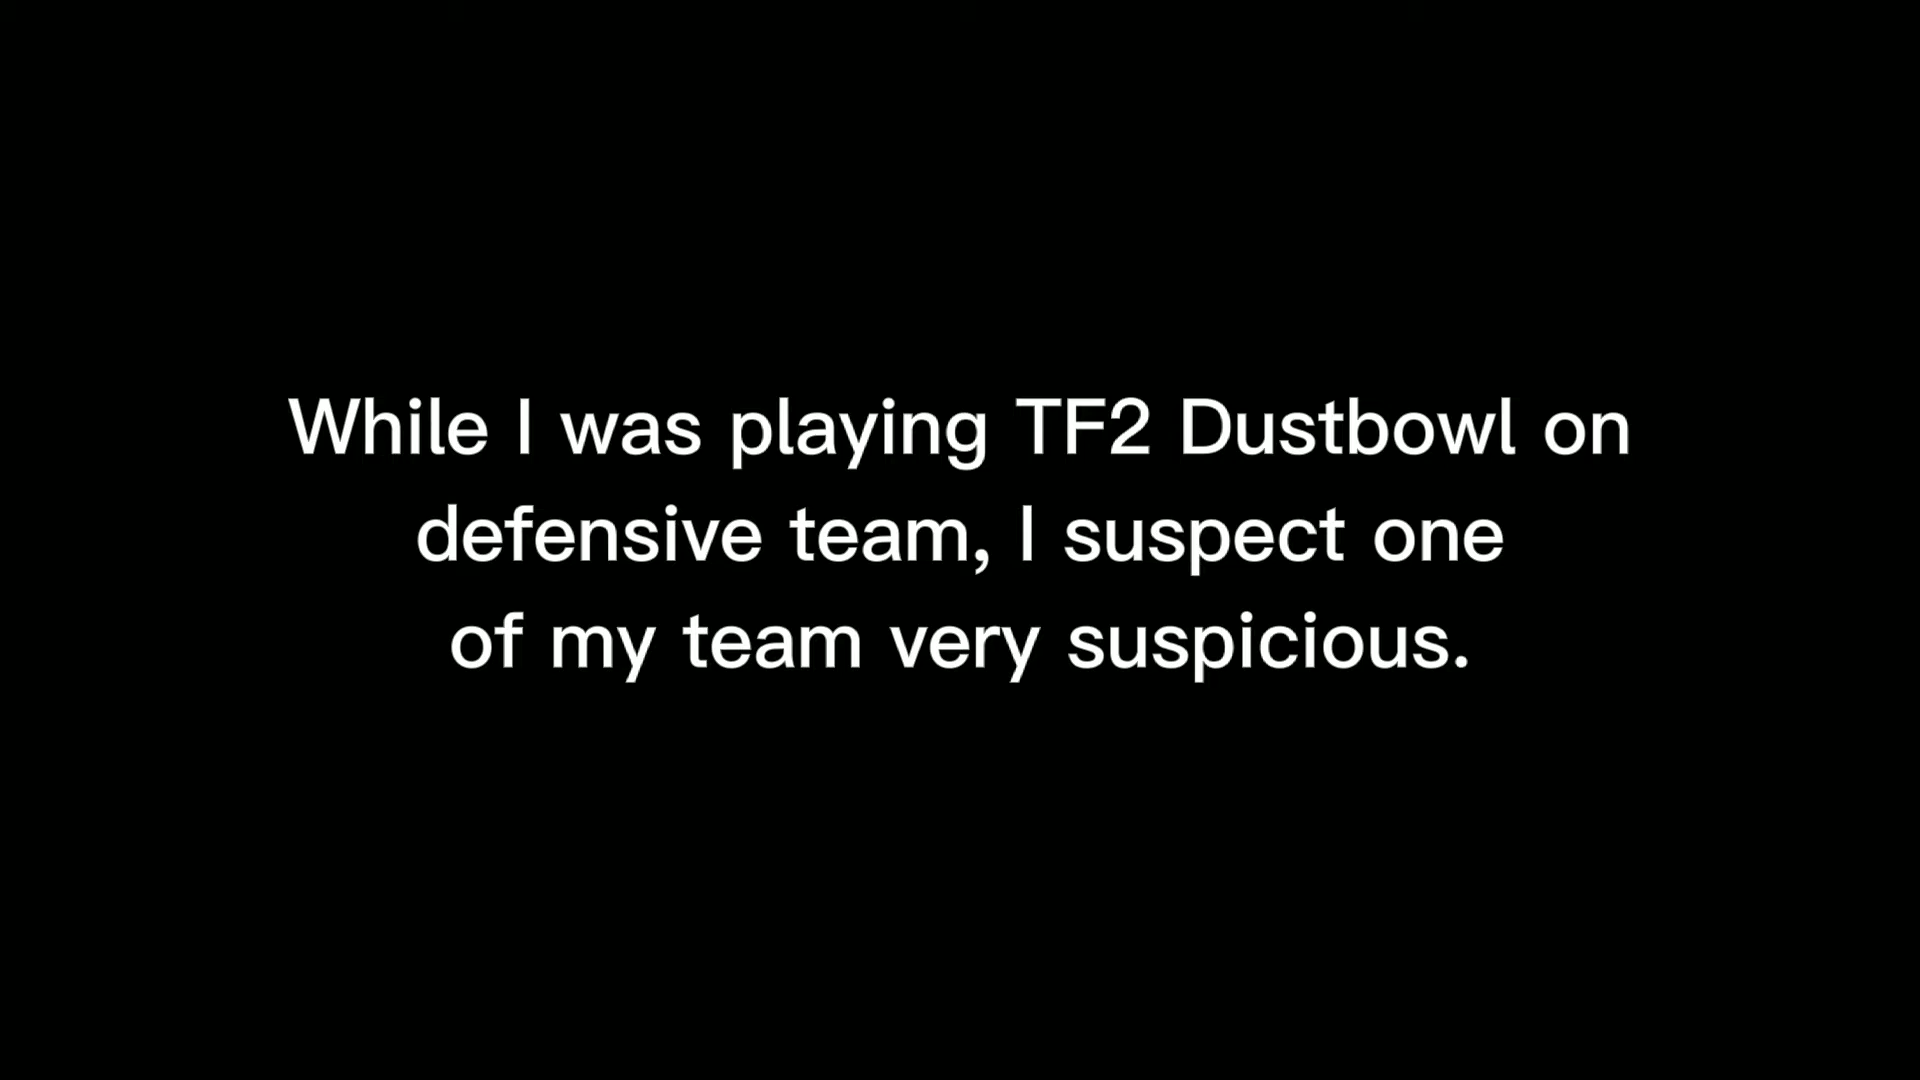 While I was playing TF2 Dustbowl on
defensive team, I suspect one
of my team very suspicious.